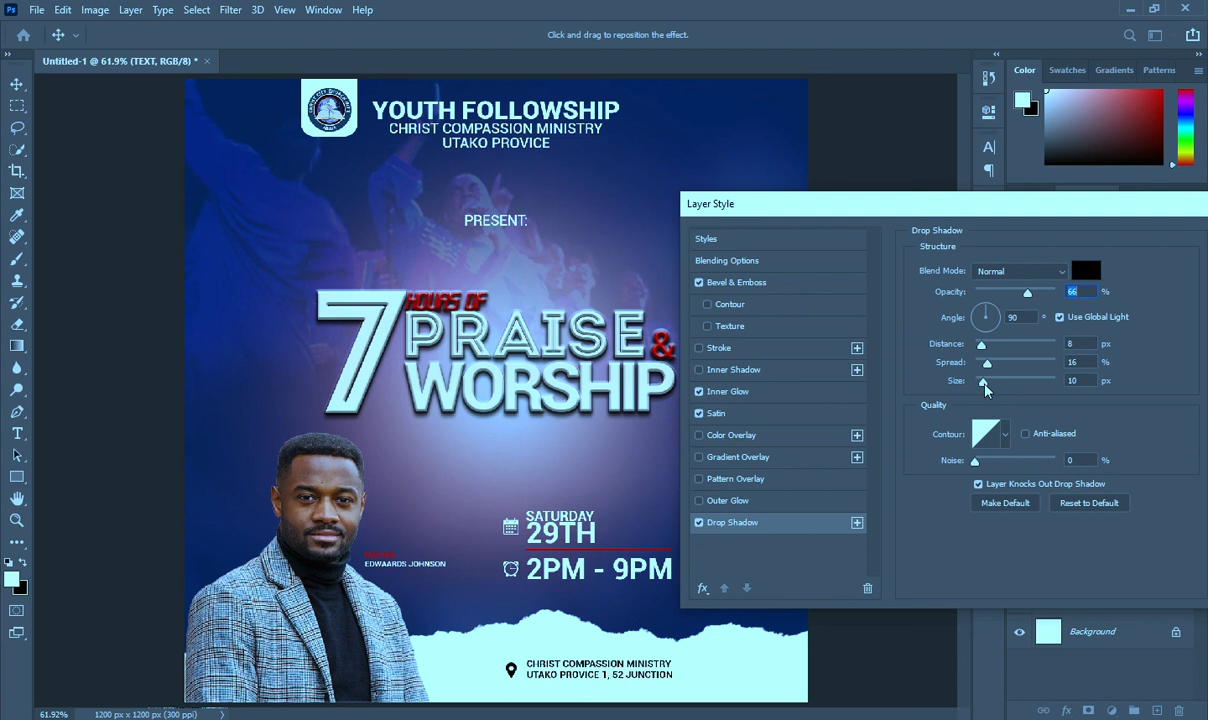 Ps File Edit Image Layer Type Select Filter 3D View Window Help
Click and drag to reposition the effect.
Untitled-1 @ 61.9% (TEXT, RGB/8) *
Color Swatches Gradients Patterns
YOUTH FOLLOWSHIP
CHRIST COMPASSION MINISTRY
UTAKO PROVICE
PRESENT:
7 HOURS OF
PRAISE &
WORSHIP
EDWAARDS JOHNSON
SATURDAY
29TH
2PM - 9PM
CHRIST COMPASSION MINISTRY
UTAKO PROVICE 1, 52 JUNCTION
Layer Style
Styles
Blending Options
Bevel & Emboss
Contour
Texture
Stroke
Inner Shadow
Inner Glow
Satin
Color Overlay
Gradient Overlay
Pattern Overlay
Outer Glow
Drop Shadow
fx
Drop Shadow
Structure
Blend Mode: Normal
Opacity: 66 %
Angle: 90 ° Use Global Light
Distance: 8 px
Spread: 16 %
Size: 10 px
Quality
Contour: Anti-aliased
Noise: 0 %
Layer Knocks Out Drop Shadow
Make Default Reset to Default
Background
fx
61.92% 1200 px x 1200 px (300 ppi)